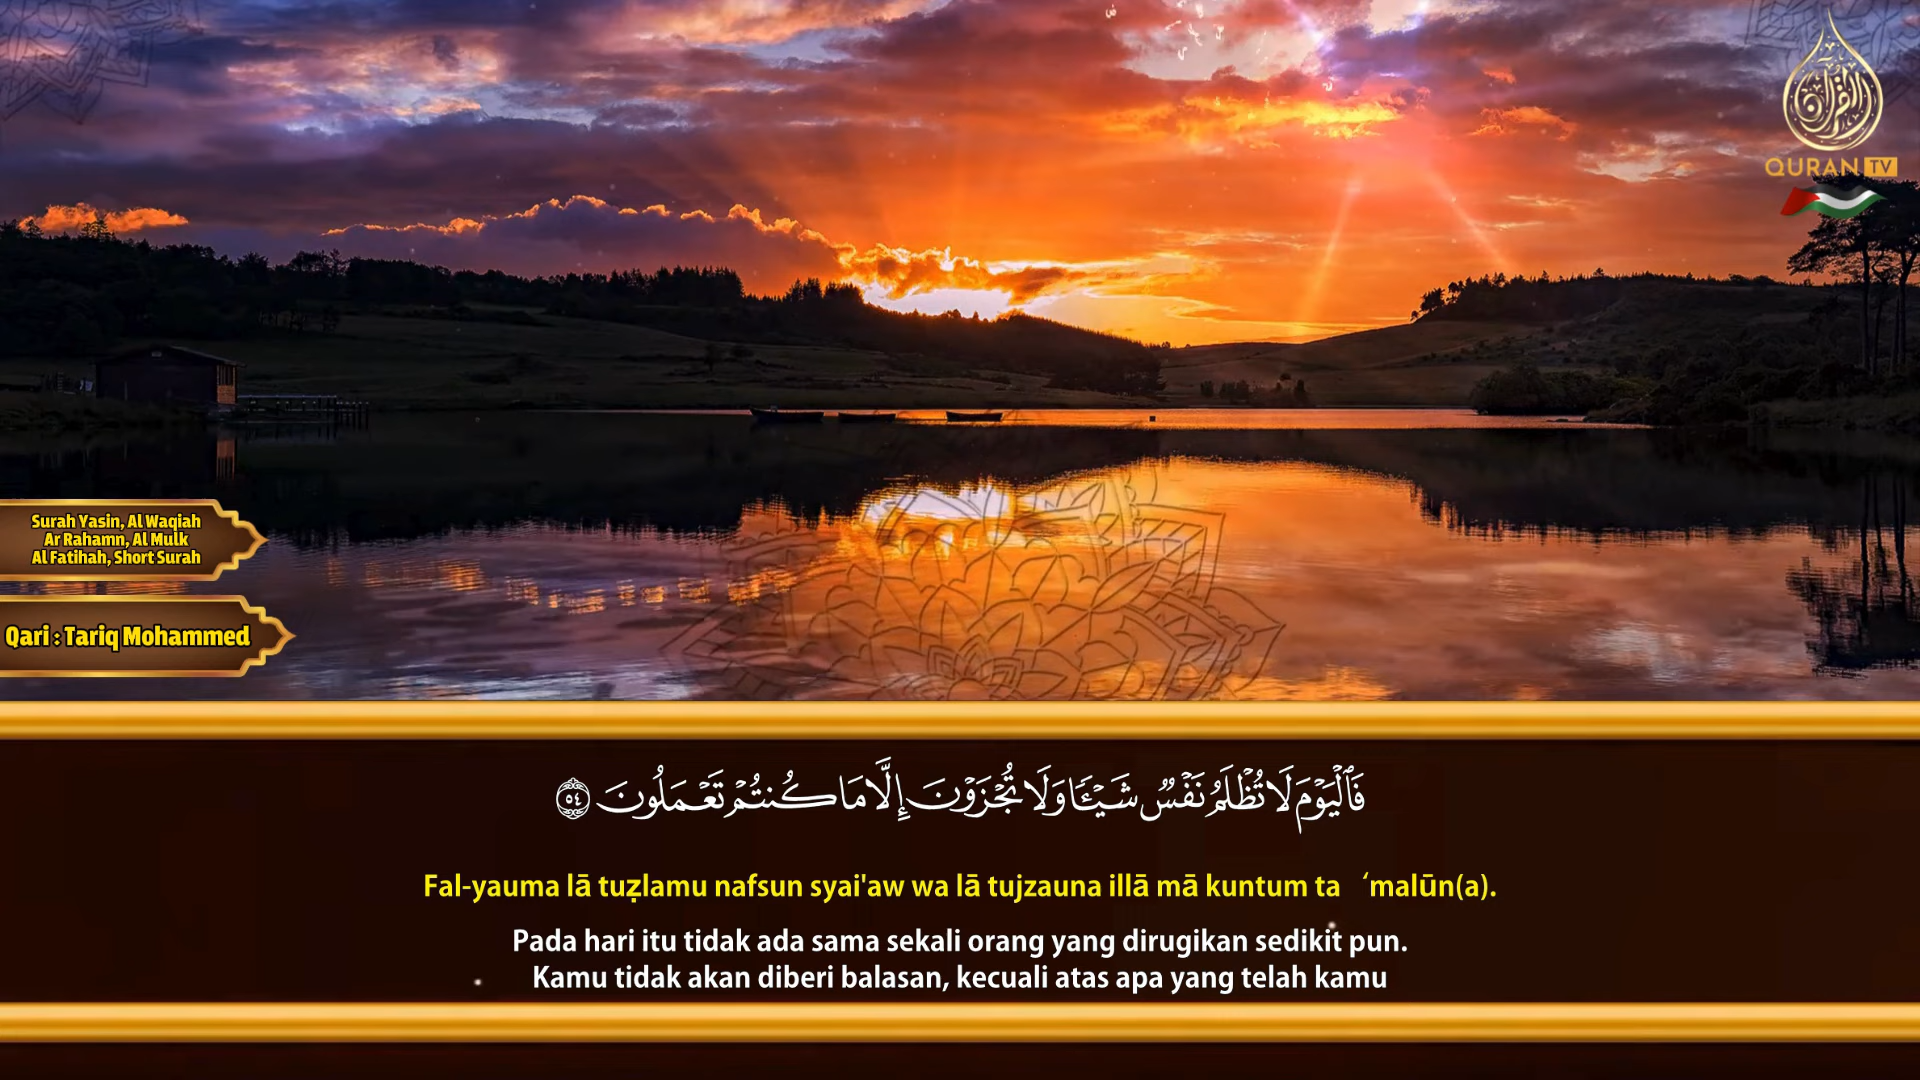 القرآن
QURAN TV
Surah Yasin, Al Waqiah
Ar Rahamn, Al Mulk
Al Fatihah, Short Surah
Qari : Tariq Mohammed
فَٱلْيَوْمَ لَا تُظْلَمُ نَفْسٌ شَيْـًٔا وَلَا تُجْزَوْنَ إِلَّا مَا كُنتُمْ تَعْمَلُونَ ٥٤
Fal-yauma lā tuẓlamu nafsun syai'aw wa lā tujzauna illā mā kuntum ta ‘malūn(a).
Pada hari itu tidak ada sama sekali orang yang dirugikan sedikit pun.
Kamu tidak akan diberi balasan, kecuali atas apa yang telah kamu